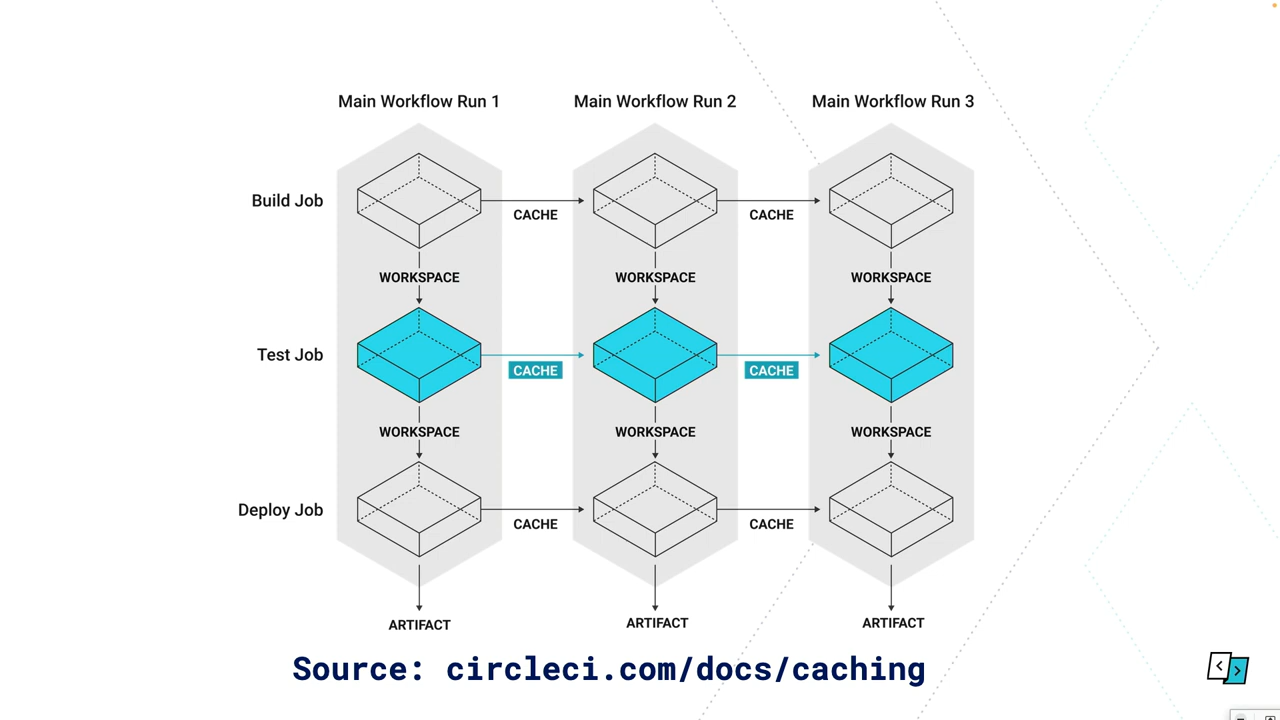 Main Workflow Run 1
Main Workflow Run 2
Main Workflow Run 3
Build Job
CACHE
CACHE
WORKSPACE
WORKSPACE
WORKSPACE
Test Job
CACHE
CACHE
WORKSPACE
WORKSPACE
WORKSPACE
Deploy Job
CACHE
CACHE
ARTIFACT
ARTIFACT
ARTIFACT
Source: circleci.com/docs/caching